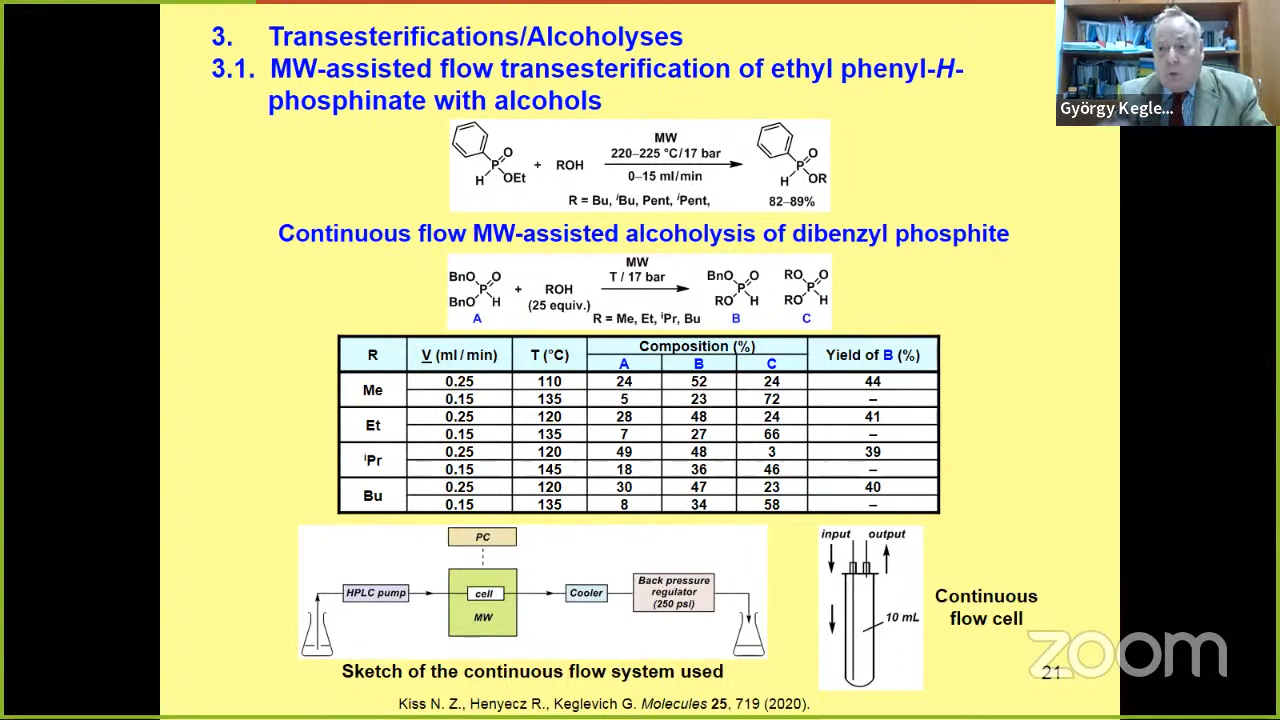 3. Transesterifications/Alcoholyses
3.1. MW-assisted flow transesterification of ethyl phenyl-H-
phosphinate with alcohols
György Kegle...
P O H OEt + ROH
MW
220–225 °C/17 bar
0–15 ml/min
R = Bu, iBu, Pent, iPent,
P O H OR
82–89%
Continuous flow MW-assisted alcoholysis of dibenzyl phosphite
BnO O P BnO H
A
+ ROH
(25 equiv.)
MW
T / 17 bar
R = Me, Et, iPr, Bu
BnO O P RO H
B
RO O P RO H
C
R V (ml / min) T (°C) Composition (%) Yield of B (%)
A B C
Me 0.25 110 24 52 24 44
0.15 135 5 23 72 –
Et 0.25 120 28 48 24 41
0.15 135 7 27 66 –
iPr 0.25 120 49 48 3 39
0.15 145 18 36 46 –
Bu 0.25 120 30 47 23 40
0.15 135 8 34 58 –
PC
HPLC pump
cell
MW
Cooler
Back pressure
regulator
(250 psi)
Sketch of the continuous flow system used
input output
10 mL
Continuous
flow cell
zoom
21
Kiss N. Z., Henyecz R., Keglevich G. Molecules 25, 719 (2020).